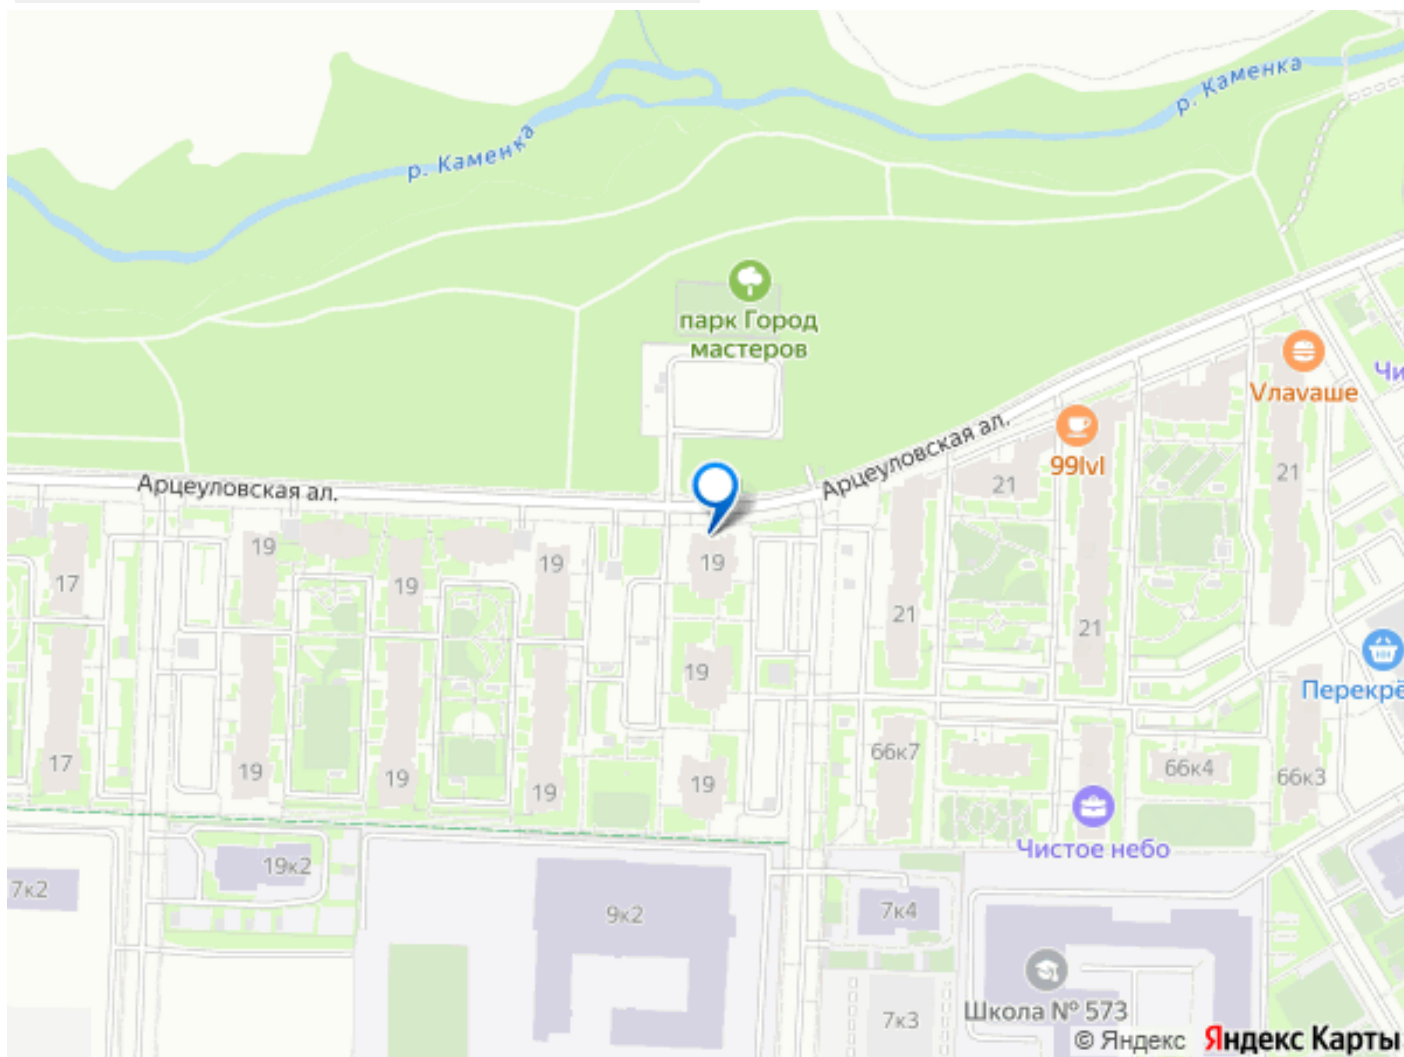 р. Каменка
р. Каменка
парк Город
мастеров
Vлаvаше
Чи
Арцеуловская ал.
99lvl
Арцеуловская ал.
21
21
19
19
19
19
17
21
21
19
Перекрё
66к7
66к4
66к3
17
19
19
19
19
Чистое небо
19к2
7к2
9к2
7к4
Школа № 573
7к3
© Яндекс
Яндекс Карты